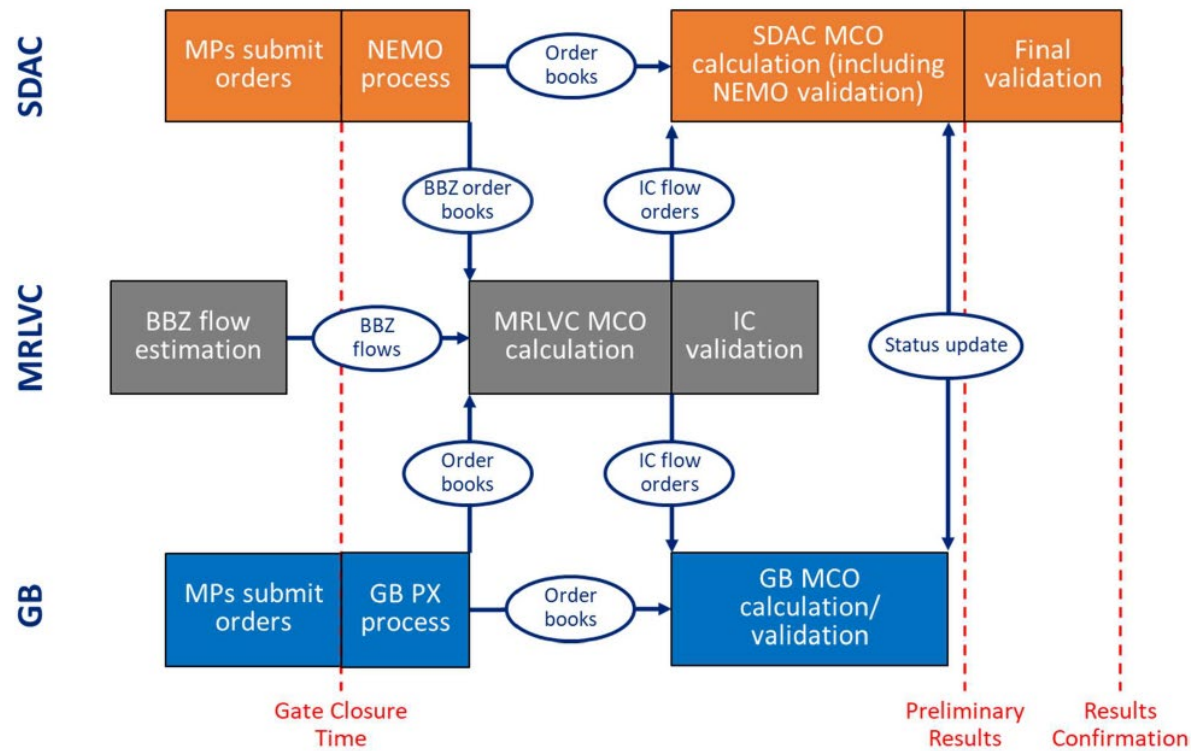 SDAC
MPs submit
orders
NEMO
process
Order
books
SDAC MCO
calculation (including
NEMO validation)
Final
validation
BBZ order
books
IC flow
orders
MRLVC
BBZ flow
estimation
BBZ
flows
MRLVC MCO
calculation
IC
validation
Status update
Order
books
IC flow
orders
GB
MPs submit
orders
GB PX
process
Order
books
GB MCO
calculation/
validation
Gate Closure
Time
Preliminary
Results
Results
Confirmation